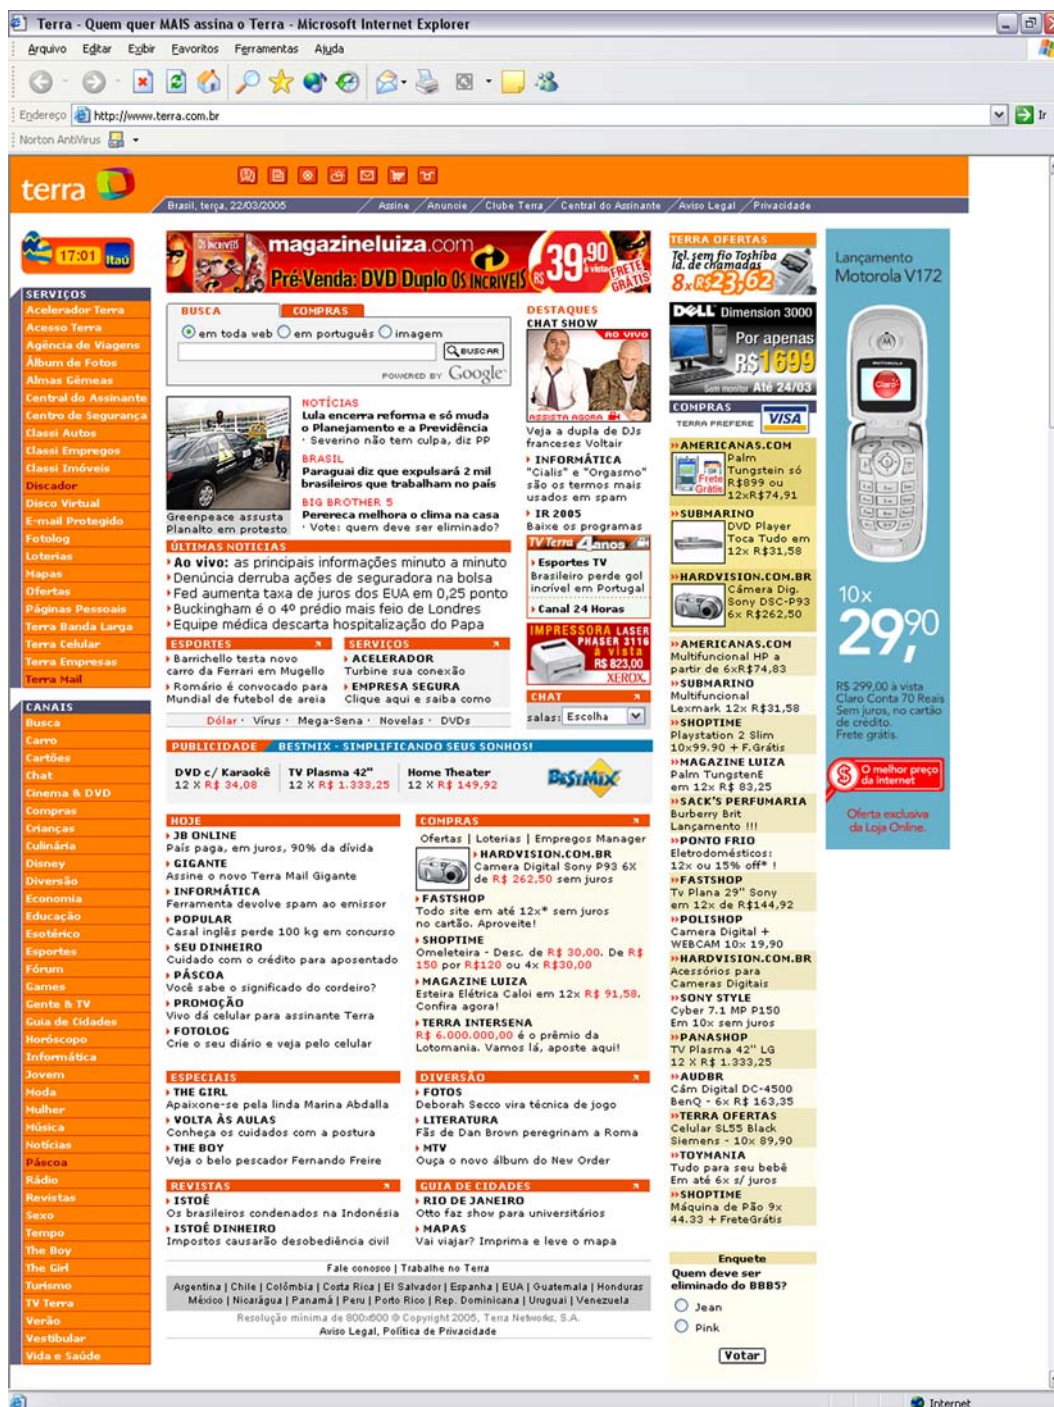 Terra - Quem quer MAIS assina o Terra - Microsoft Internet Explorer
Arquivo Editar Exibir Favoritos Ferramentas Ajuda
Endereço http://www.terra.com.br Ir
Norton AntiVirus
terra
Brasil, terça, 22/03/2005 Assine Anuncie Clube Terra Central do Assinante Aviso Legal Privacidade
17:01 Itaú
SERVIÇOS
Acelerador Terra
Acesso Terra
Agência de Viagens
Álbum de Fotos
Almas Gêmeas
Central do Assinante
Centro de Segurança
Classi Autos
Classi Empregos
Classi Imóveis
Discador
Disco Virtual
E-mail Protegido
Fotolog
Loterias
Mapas
Ofertas
Páginas Pessoais
Terra Banda Larga
Terra Celular
Terra Empresas
Terra Mail
CANAIS
Busca
Carro
Cartões
Chat
Cinema & DVD
Compras
Crianças
Culinária
Disney
Diversão
Economia
Educação
Esotérico
Esportes
Fórum
Games
Gente & TV
Guia de Cidades
Horóscopo
Informática
Jovem
Moda
Mulher
Música
Notícias
Páscoa
Rádio
Revistas
Sexo
Tempo
The Boy
The Girl
Turismo
TV Terra
Verão
Vestibular
Vida e Saúde
OS INCRÍVEIS
magazineluiza.com
Pré-Venda: DVD Duplo OS INCRÍVEIS
R$ 39,90 à vista
FRETE GRÁTIS
BUSCA COMPRAS
em toda web em português imagem
BUSCAR
POWERED BY Google
NOTÍCIAS
Lula encerra reforma e só muda
o Planejamento e a Previdência
· Severino não tem culpa, diz PP
BRASIL
Paraguai diz que expulsará 2 mil
brasileiros que trabalham no país
BIG BROTHER 5
Perereca melhora o clima na casa
· Vote: quem deve ser eliminado?
Greenpeace assusta
Planalto em protesto
ÚLTIMAS NOTÍCIAS
Ao vivo: as principais informações minuto a minuto
Denúncia derruba ações de seguradora na bolsa
Fed aumenta taxa de juros dos EUA em 0,25 ponto
Buckingham é o 4º prédio mais feio de Londres
Equipe médica descarta hospitalização do Papa
ESPORTES
Barrichello testa novo
carro da Ferrari em Mugello
Romário é convocado para
Mundial de futebol de areia
SERVIÇOS
ACELERADOR
Turbine sua conexão
EMPRESA SEGURA
Clique aqui e saiba como
Dólar · Vírus · Mega-Sena · Novelas · DVDs
DESTAQUES
CHAT SHOW
AO VIVO
ASSISTA AGORA
Veja a dupla de DJs
franceses Voltair
INFORMÁTICA
"Cialis" e "Orgasmo"
são os termos mais
usados em spam
IR 2005
Baixe os programas
TV Terra 4 anos
Esportes TV
Brasileiro perde gol
incrível em Portugal
Canal 24 Horas
IMPRESSORA LASER
PHASER 3116
à vista
R$ 823,00
XEROX.
CHAT
salas: Escolha
PUBLICIDADE BESTMIX - SIMPLIFICANDO SEUS SONHOS!
DVD c/ Karaokê
12 X R$ 34,08
TV Plasma 42"
12 X R$ 1.333,25
Home Theater
12 X R$ 149,92
BESTMIX
HOJE
JB ONLINE
País paga, em juros, 90% da dívida
GIGANTE
Assine o novo Terra Mail Gigante
INFORMÁTICA
Ferramenta devolve spam ao emissor
POPULAR
Casal inglês perde 100 kg em concurso
SEU DINHEIRO
Cuidado com o crédito para aposentado
PÁSCOA
Você sabe o significado do cordeiro?
PROMOÇÃO
Vivo dá celular para assinante Terra
FOTOLOG
Crie o seu diário e veja pelo celular
COMPRAS
Ofertas | Loterias | Empregos Manager
HARDVISION.COM.BR
Camera Digital Sony P93 6X
de R$ 262,50 sem juros
FASTSHOP
Todo site em até 12x* sem juros
no cartão. Aproveite!
SHOPTIME
Omeleteira - Desc. de R$ 30,00. De R$
150 por R$120 ou 4x R$30,00
MAGAZINE LUIZA
Esteira Elétrica Caloi em 12x R$ 91,58.
Confira agora!
TERRA INTERSENA
R$ 6.000.000,00 é o prêmio da
Lotomania. Vamos lá, aposte aqui!
ESPECIAIS
THE GIRL
Apaixone-se pela linda Marina Abdalla
VOLTA ÀS AULAS
Conheça os cuidados com a postura
THE BOY
Veja o belo pescador Fernando Freire
DIVERSÃO
FOTOS
Deborah Secco vira técnica de jogo
LITERATURA
Fãs de Dan Brown peregrinam a Roma
MTV
Ouça o novo álbum do New Order
REVISTAS
ISTOÉ
Os brasileiros condenados na Indonésia
ISTOÉ DINHEIRO
Impostos causarão desobediência civil
GUIA DE CIDADES
RIO DE JANEIRO
Otto faz show para universitários
MAPAS
Vai viajar? Imprima e leve o mapa
Fale conosco | Trabalhe no Terra
Argentina | Chile | Colômbia | Costa Rica | El Salvador | Espanha | EUA | Guatemala | Honduras
México | Nicarágua | Panamá | Peru | Porto Rico | Rep. Dominicana | Uruguai | Venezuela
Resolução mínima de 800x600 © Copyright 2005, Terra Networks, S.A.
Aviso Legal, Política de Privacidade
TERRA OFERTAS
Tel. sem fio Toshiba
id. de chamadas
8x R$23,62
DELL Dimension 3000
Por apenas
R$1699
Sem monitor Até 24/03
COMPRAS
TERRA PREFERE VISA
AMERICANAS.COM
Palm
Tungstein só
R$899 ou
12xR$74,91
Frete Grátis
SUBMARINO
DVD Player
Toca Tudo em
12x R$31,58
HARDVISION.COM.BR
Câmera Dig.
Sony DSC-P93
6x R$262,50
AMERICANAS.COM
Multifuncional HP a
partir de 6xR$74,83
SUBMARINO
Multifuncional
Lexmark 12x R$31,58
SHOPTIME
Playstation 2 Slim
10x99.90 + F.Grátis
MAGAZINE LUIZA
Palm TungstenE
em 12x R$ 83,25
SACK'S PERFUMARIA
Burberry Brit
Lançamento !!!
PONTO FRIO
Eletrodomésticos:
12x ou 15% off* !
FASTSHOP
Tv Plana 29" Sony
em 12x de R$144,92
POLISHOP
Camera Digital +
WEBCAM 10x 19,90
HARDVISION.COM.BR
Acessórios para
Cameras Digitais
SONY STYLE
Cyber 7.1 MP P150
Em 10x sem juros
PANASHOP
TV Plasma 42" LG
12 X R$ 1.333,25
AUDBR
Câm Digital DC-4500
BenQ - 6x R$ 163,35
TERRA OFERTAS
Celular SL55 Black
Siemens - 10x 89,90
TOYMANIA
Tudo para seu bebê
Em até 6x s/ juros
SHOPTIME
Máquina de Pão 9x
44.33 + FreteGrátis
Enquete
Quem deve ser
eliminado do BBB5?
Jean
Pink
Votar
Lançamento
Motorola V172
MOTOROLA
Claro
10x
29,90
R$ 299,00 à vista
Claro Conta 70 Reais
Sem juros, no cartão
de crédito.
Frete grátis.
O melhor preço
da internet
Oferta exclusiva
da Loja Online.
Internet